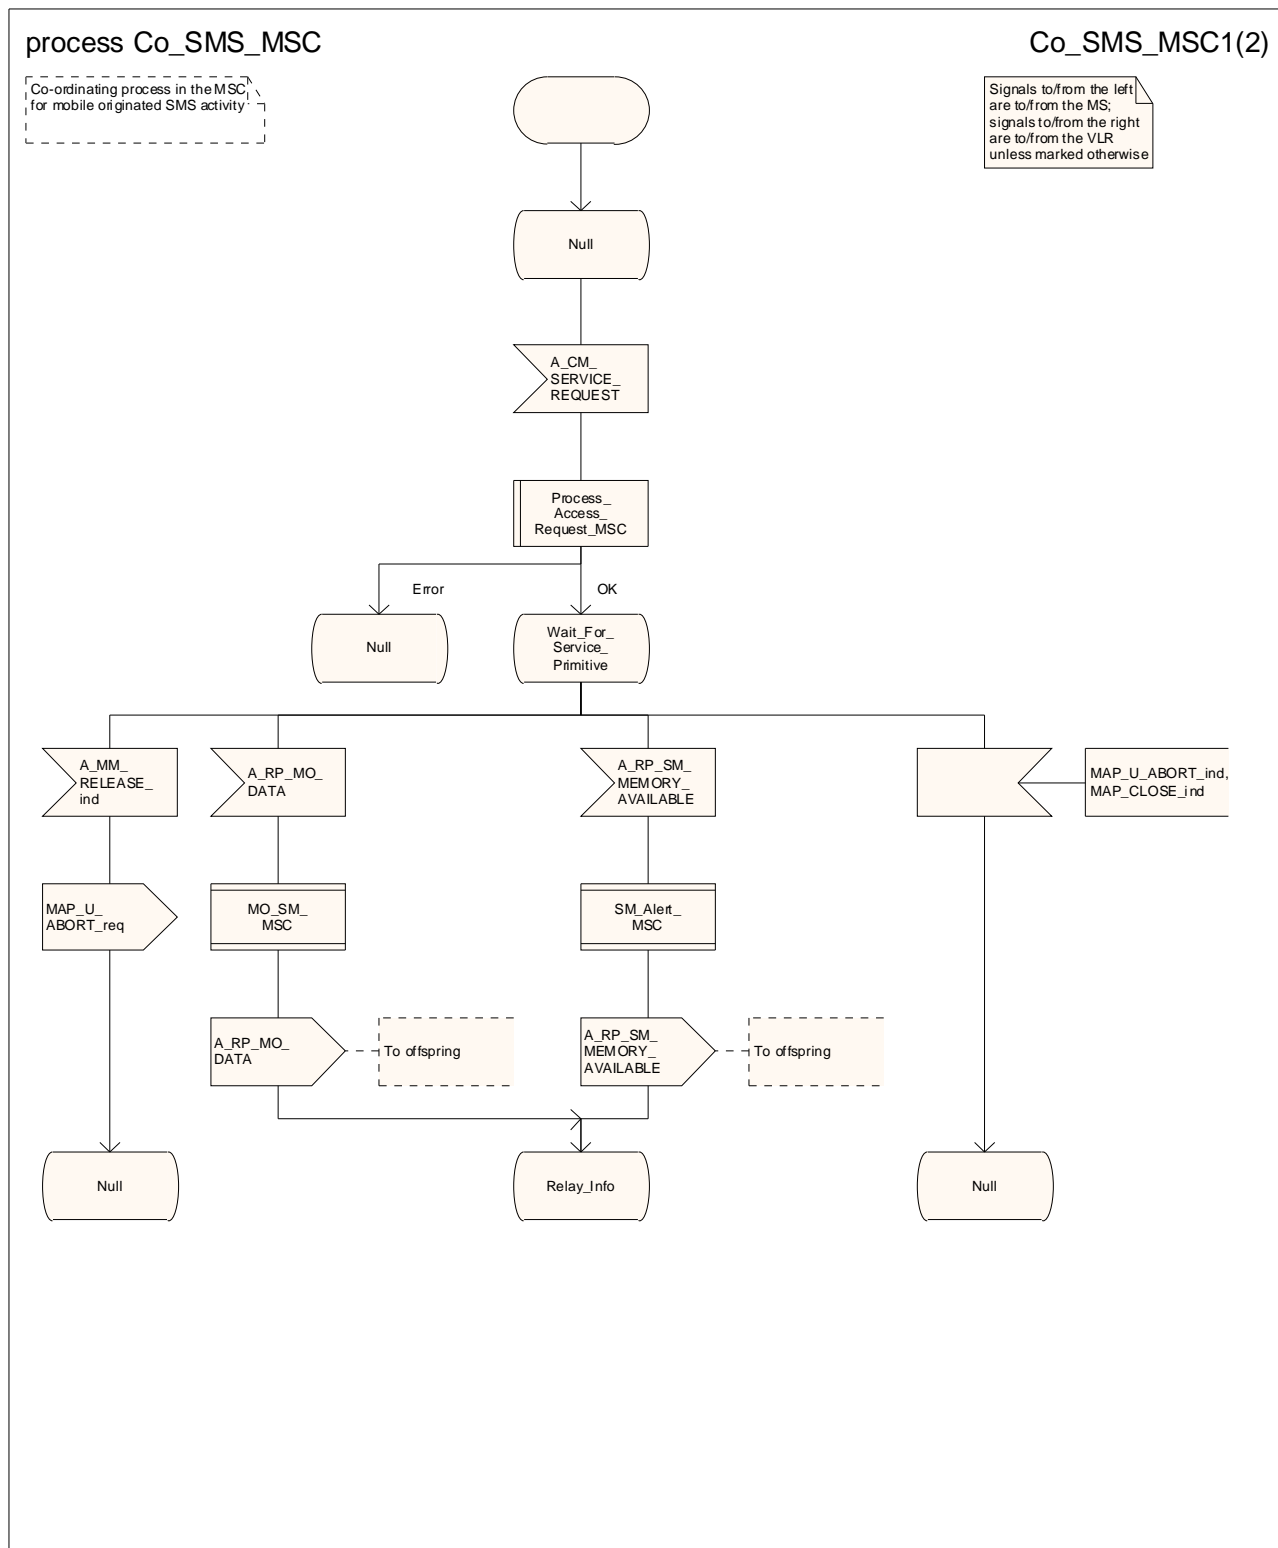 process Co_SMS_MSC
Co_SMS_MSC1(2)
Co-ordinating process in the MSC
for mobile originated SMS activity
Signals to/from the left
are to/from the MS;
signals to/from the right
are to/from the VLR
unless marked otherwise
Null
A_CM_
SERVICE_
REQUEST
Process_
Access_
Request_MSC
Error
OK
Null
Wait_For_
Service_
Primitive
A_MM_
RELEASE_
ind
A_RP_MO_
DATA
A_RP_SM_
MEMORY_
AVAILABLE
MAP_U_ABORT_ind,
MAP_CLOSE_ind
MAP_U_
ABORT_req
MO_SM_
MSC
SM_Alert_
MSC
A_RP_MO_
DATA
To offspring
A_RP_SM_
MEMORY_
AVAILABLE
To offspring
Null
Relay_Info
Null